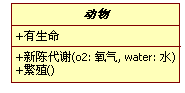 动物
+有生命
+新陈代谢(o2: 氧气, water: 水)
+繁殖()